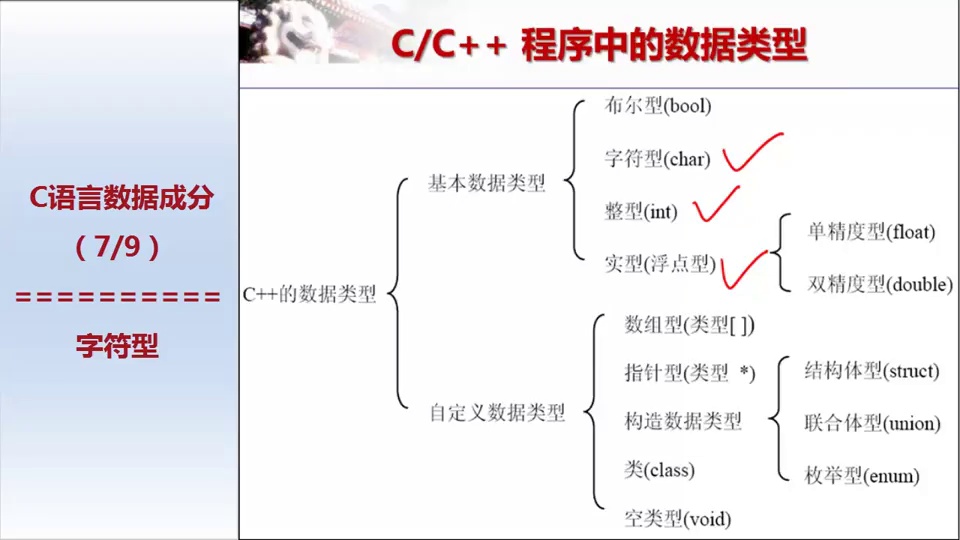 C/C++ 程序中的数据类型
C语言数据成分
（7/9）
==========
字符型
C++的数据类型
基本数据类型
布尔型(bool)
字符型(char)
整型(int)
实型(浮点型)
单精度型(float)
双精度型(double)
自定义数据类型
数组型(类型[ ])
指针型(类型 *)
构造数据类型
结构体型(struct)
联合体型(union)
枚举型(enum)
类(class)
空类型(void)